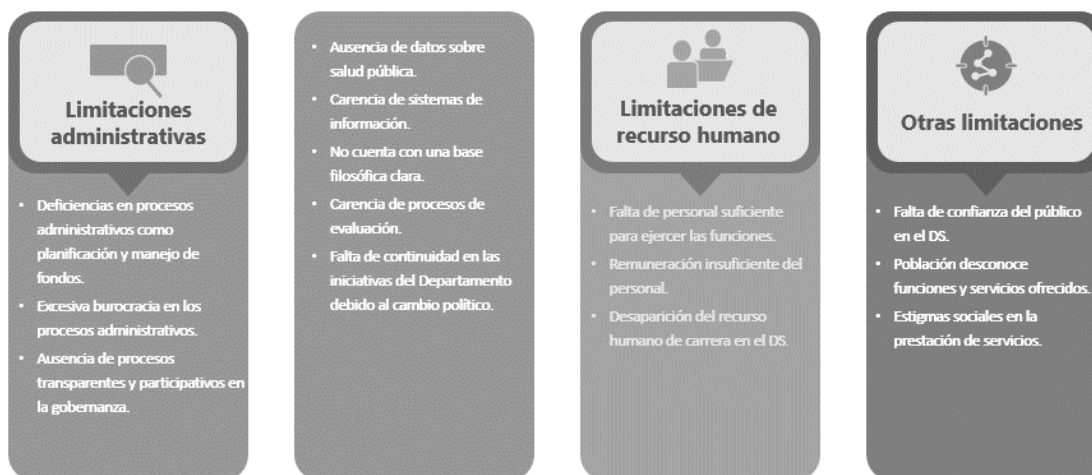 Limitaciones
administrativas
• Deficiencias en procesos
administrativos como
planificación y manejo de
fondos.
• Excesiva burocracia en los
procesos administrativos.
• Ausencia de procesos
transparentes y participativos en
la gobernanza.
• Ausencia de datos sobre
salud pública.
• Carencia de sistemas de
información.
• No cuenta con una base
filosófica clara.
• Carencia de procesos de
evaluación.
• Falta de continuidad en las
iniciativas del Departamento
debido al cambio político.
Limitaciones de
recurso humano
• Falta de personal suficiente
para ejercer las funciones.
• Remuneración insuficiente del
personal.
• Desaparición del recurso
humano de carrera en el DS.
Otras limitaciones
• Falta de confianza del público
en el DS.
• Población desconoce
funciones y servicios ofrecidos.
• Estigmas sociales en la
prestación de servicios.